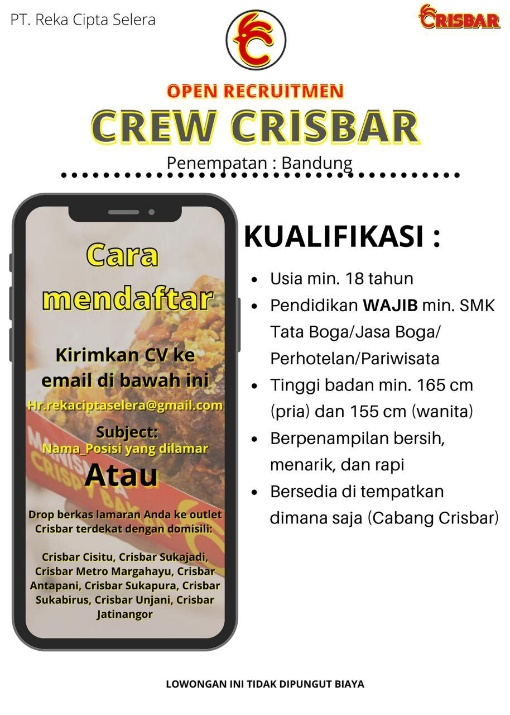 PT. Reka Cipta Selera
CRISBAR
OPEN RECRUITMEN
CREW CRISBAR
Penempatan : Bandung
Cara
mendaftar
Kirimkan CV ke
email di bawah ini
Hr.rekaciptaselera@gmail.com
Subject:
Nama_Posisi yang dilamar
Atau
Drop berkas lamaran Anda ke outlet
Crisbar terdekat dengan domisili:
Crisbar Cisitu, Crisbar Sukajadi,
Crisbar Metro Margahayu, Crisbar
Antapani, Crisbar Sukapura, Crisbar
Sukabirus, Crisbar Unjani, Crisbar
Jatinangor
KUALIFIKASI :
• Usia min. 18 tahun
• Pendidikan WAJIB min. SMK
Tata Boga/Jasa Boga/
Perhotelan/Pariwisata
• Tinggi badan min. 165 cm
(pria) dan 155 cm (wanita)
• Berpenampilan bersih,
menarik, dan rapi
• Bersedia di tempatkan
dimana saja (Cabang Crisbar)
LOWONGAN INI TIDAK DIPUNGUT BIAYA